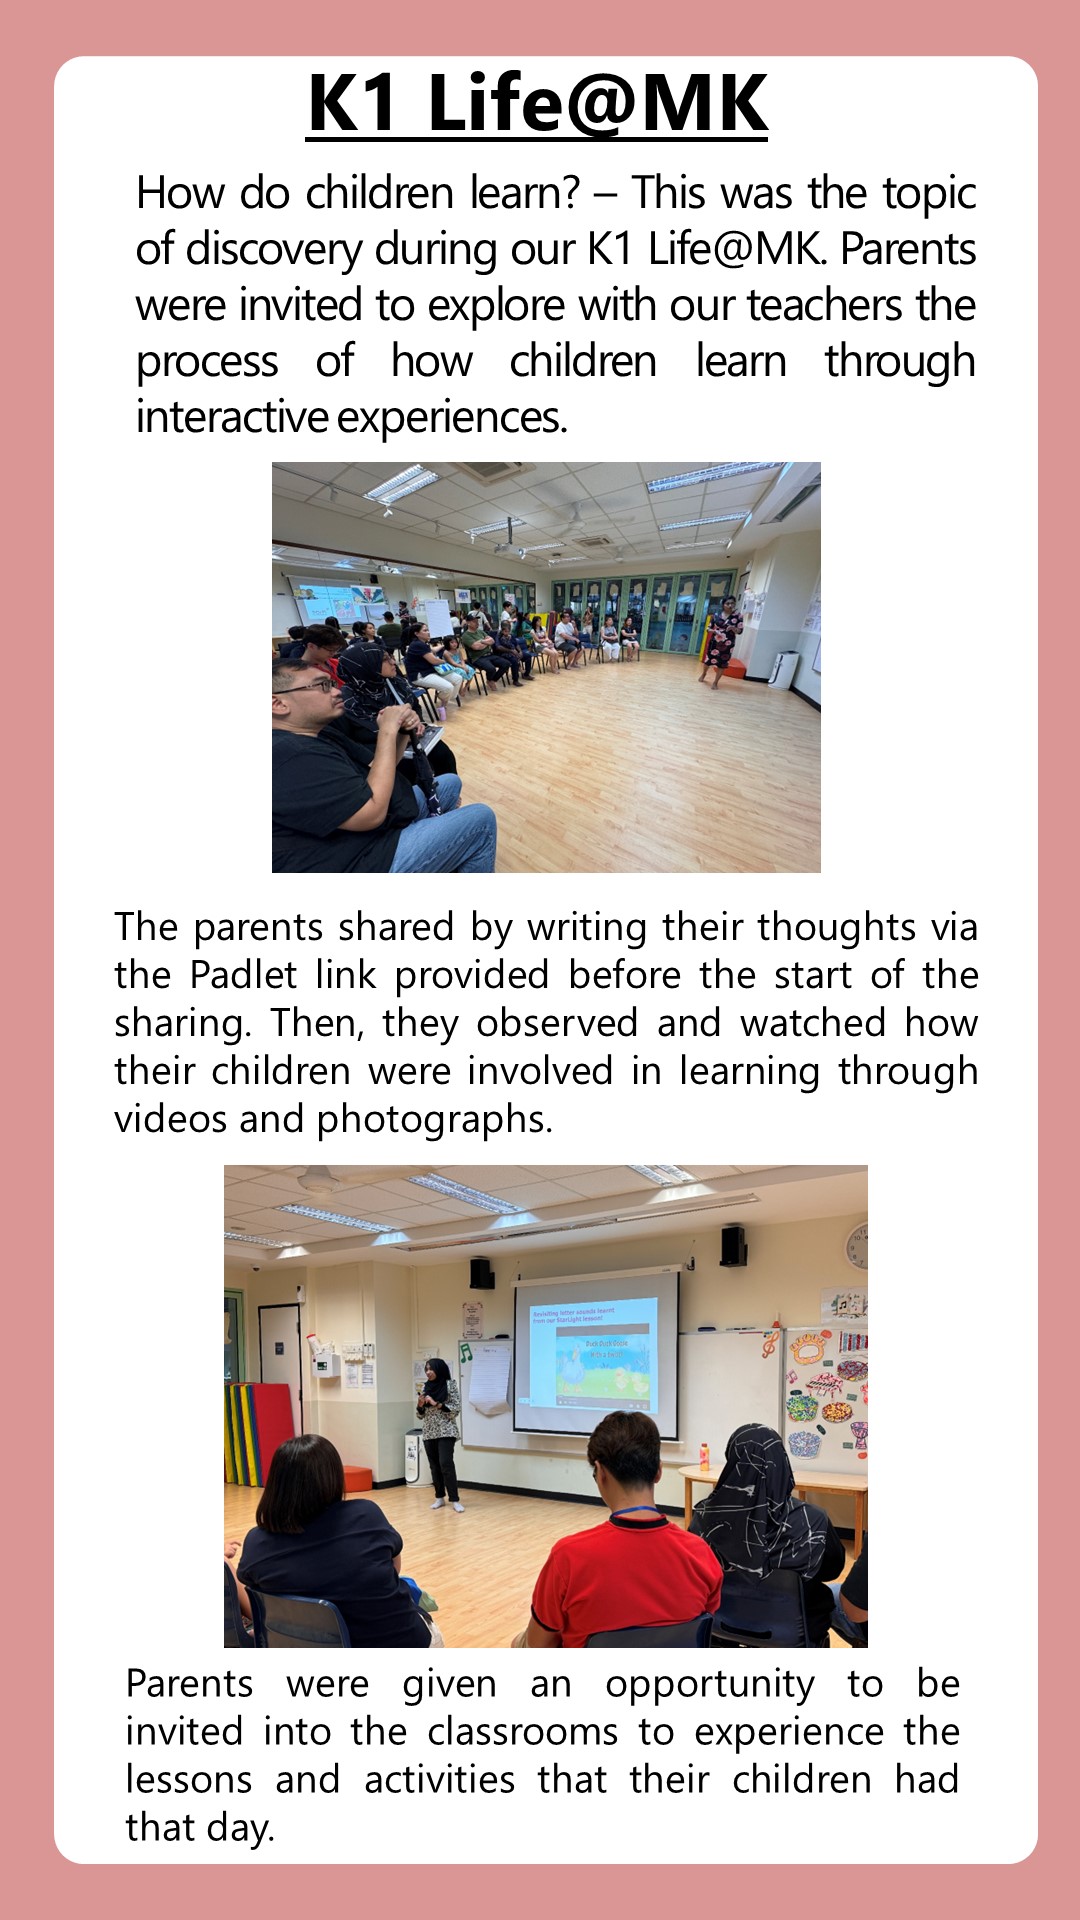 K1 Life@MK
How do children learn? – This was the topic
of discovery during our K1 Life@MK. Parents
were invited to explore with our teachers the
process of how children learn through
interactive experiences.
The parents shared by writing their thoughts via
the Padlet link provided before the start of the
sharing. Then, they observed and watched how
their children were involved in learning through
videos and photographs.
Revisiting letter sounds learnt
from our StarLight lesson!
Parents were given an opportunity to be
invited into the classrooms to experience the
lessons and activities that their children had
that day.